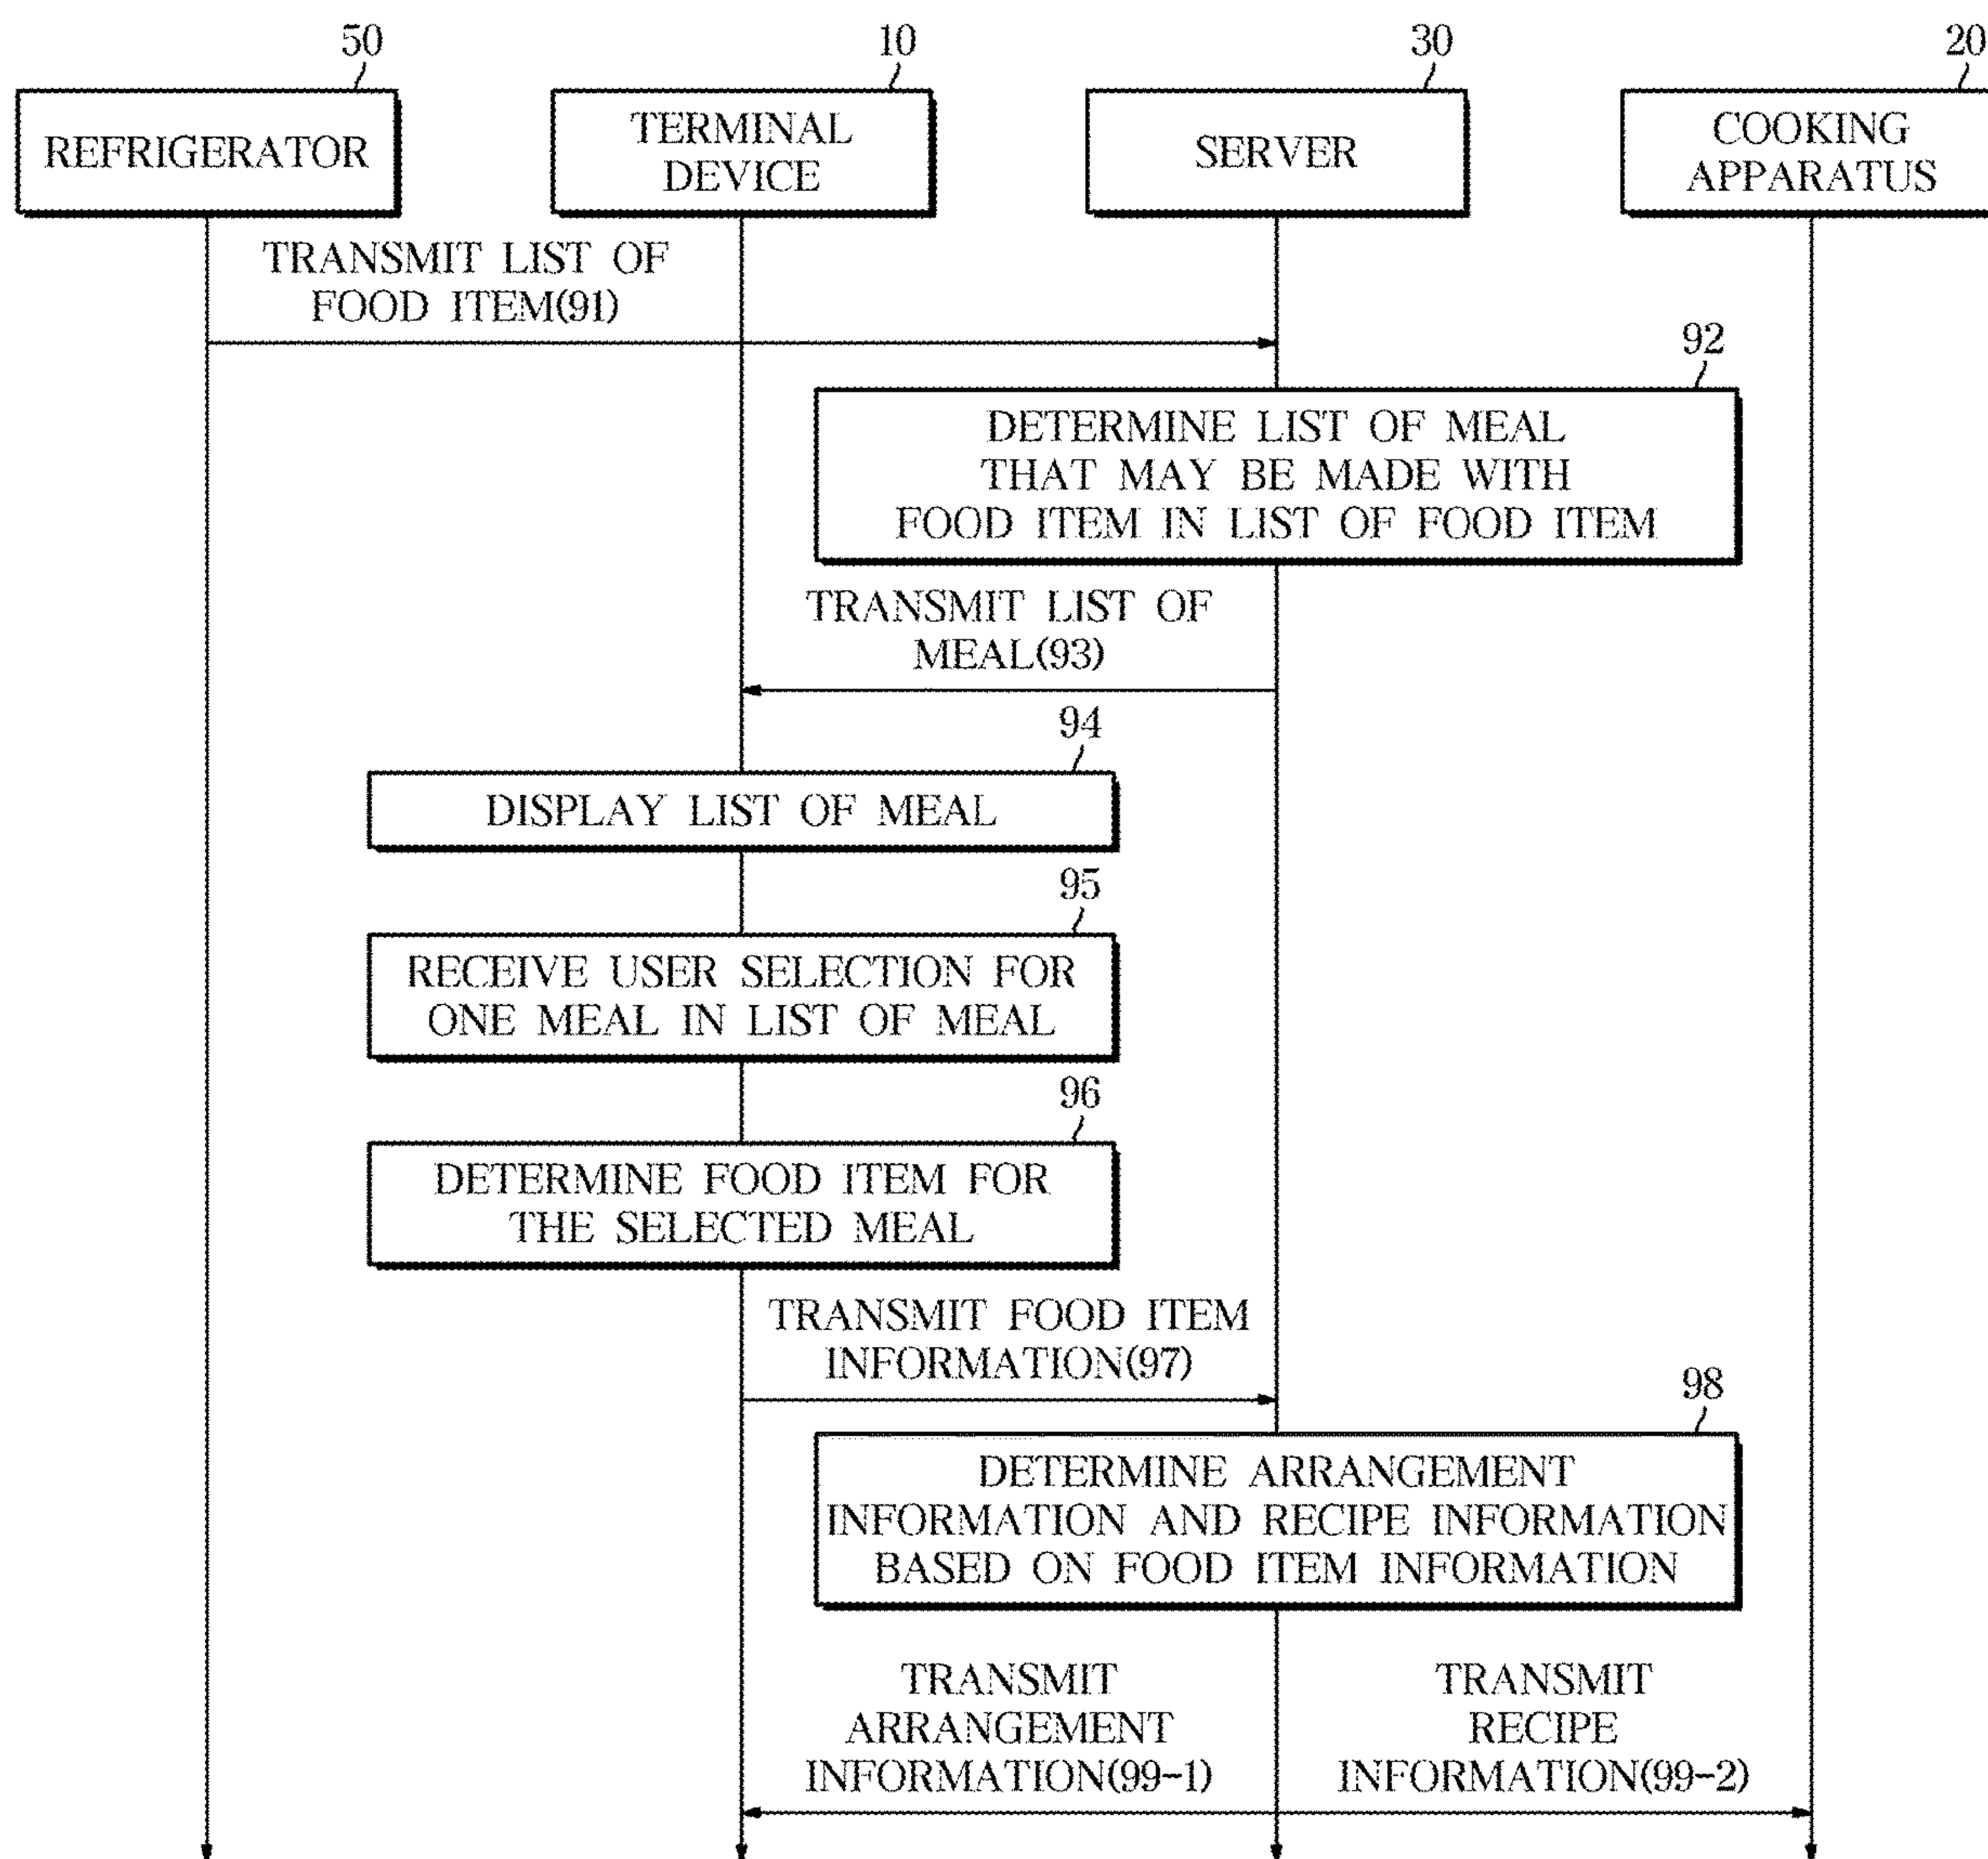 50
10
30
20
REFRIGERATOR
TERMINAL
DEVICE
SERVER
COOKING
APPARATUS
TRANSMIT LIST OF
FOOD ITEM(91)
92
DETERMINE LIST OF MEAL
THAT MAY BE MADE WITH
FOOD ITEM IN LIST OF FOOD ITEM
TRANSMIT LIST OF
MEAL(93)
94
DISPLAY LIST OF MEAL
95
RECEIVE USER SELECTION FOR
ONE MEAL IN LIST OF MEAL
96
DETERMINE FOOD ITEM FOR
THE SELECTED MEAL
TRANSMIT FOOD ITEM
INFORMATION(97)
98
DETERMINE ARRANGEMENT
INFORMATION AND RECIPE INFORMATION
BASED ON FOOD ITEM INFORMATION
TRANSMIT
ARRANGEMENT
INFORMATION(99-1)
TRANSMIT
RECIPE
INFORMATION(99-2)